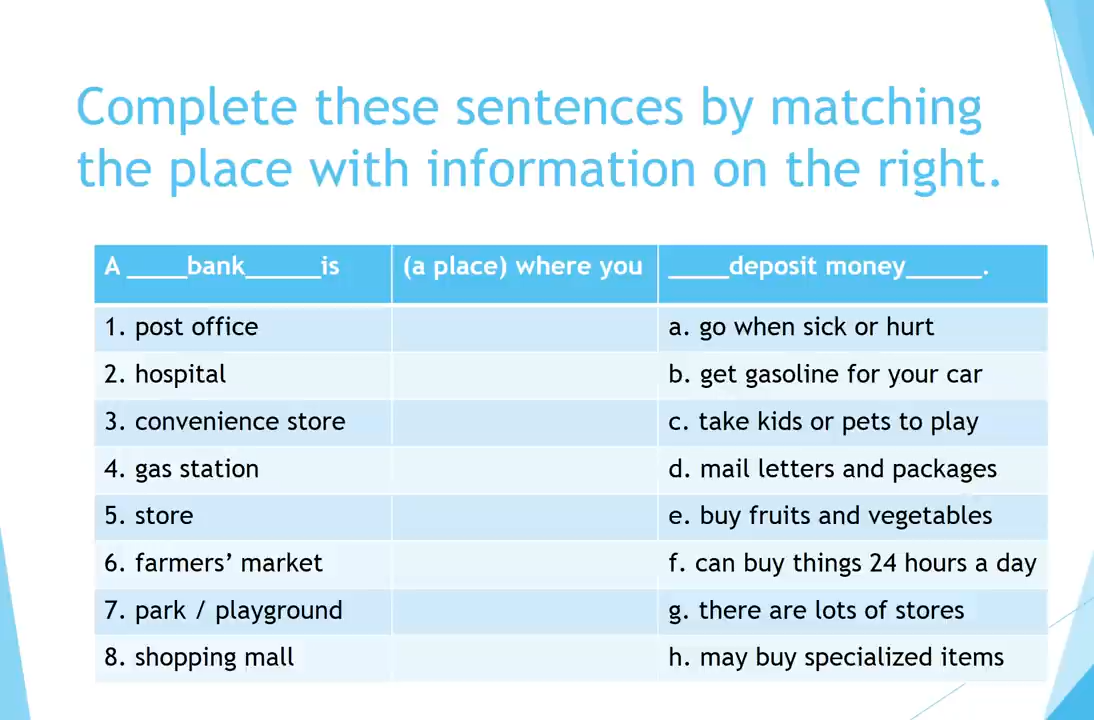 Complete these sentences by matching
the place with information on the right.
A ____bank_____is (a place) where you ____deposit money_____.
1. post office a. go when sick or hurt
2. hospital b. get gasoline for your car
3. convenience store c. take kids or pets to play
4. gas station d. mail letters and packages
5. store e. buy fruits and vegetables
6. farmers’ market f. can buy things 24 hours a day
7. park / playground g. there are lots of stores
8. shopping mall h. may buy specialized items